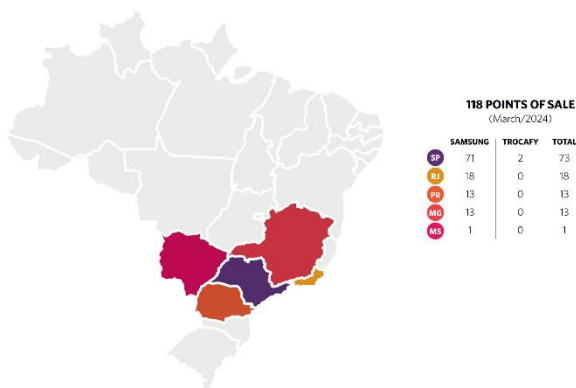 118 POINTS OF SALE
(March/2024)
SAMSUNG TROCAFY TOTAL
SP 71 2 73
RJ 18 0 18
PR 13 0 13
MG 13 0 13
MS 1 0 1